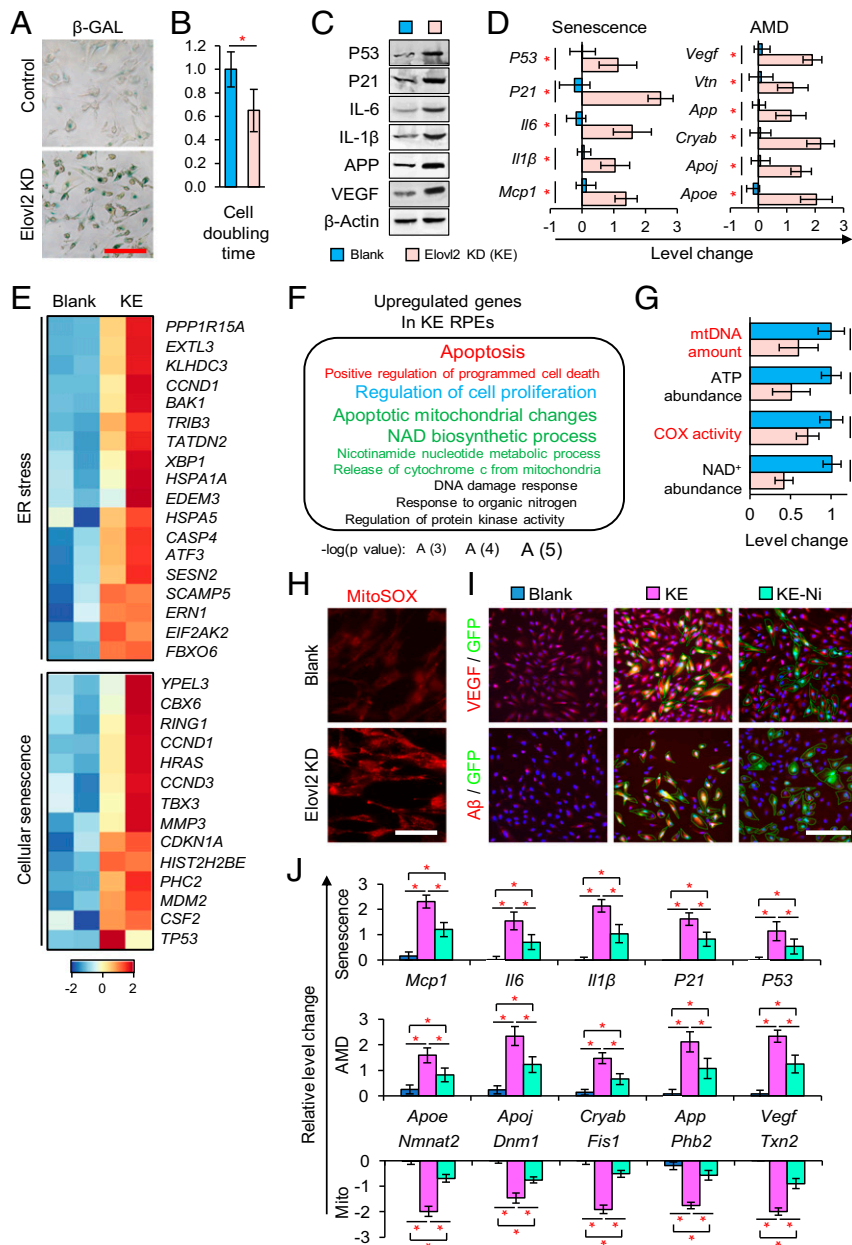 A
β-GAL
Control
Elovl2 KD
B
*
1.2
1.0
0.8
0.6
0.4
0.2
0.0
Cell
doubling
time
C
P53
P21
IL-6
IL-1β
APP
VEGF
β-Actin
Blank
Elovl2 KD (KE)
D
Senescence
P53 *
P21 *
Il6 *
Il1β *
Mcp1 *
-1 0 1 2 3
AMD
Vegf *
Vtn *
App *
Cryab *
Apoj *
Apoe *
-1 0 1 2 3
Level change
E
Blank KE
ER stress
PPP1R15A
EXTL3
KLHDC3
CCND1
BAK1
TRIB3
TATDN2
XBP1
HSPA1A
EDEM3
HSPA5
CASP4
ATF3
SESN2
SCAMP5
ERN1
EIF2AK2
FBXO6
Cellular senescence
YPEL3
CBX6
RING1
CCND1
HRAS
CCND3
TBX3
MMP3
CDKN1A
HIST2H2BE
PHC2
MDM2
CSF2
TP53
-2 0 2
F
Upregulated genes
In KE RPEs
Apoptosis
Positive regulation of programmed cell death
Regulation of cell proliferation
Apoptotic mitochondrial changes
NAD biosynthetic process
Nicotinamide nucleotide metabolic process
Release of cytochrome c from mitochondria
DNA damage response
Response to organic nitrogen
Regulation of protein kinase activity
-log(p value): A (3) A (4) A (5)
G
mtDNA
amount
ATP
abundance
COX activity
NAD+
abundance
0 0.5 1
Level change
H
MitoSOX
Blank
Elovl2 KD
I
Blank KE KE-Ni
VEGF / GFP
Aβ / GFP
J
Relative level change
Senescence
3
2
1
0
* * *
* * *
* * *
* * *
* * *
Mcp1 Il6 Il1β P21 P53
AMD
3
2
1
0
* * *
* * *
* * *
* * *
* * *
Apoe Apoj Cryab App Vegf
Nmnat2 Dnm1 Fis1 Phb2 Txn2
Mito
0
-1
-2
-3
* * *
* * *
* * *
* * *
* * *